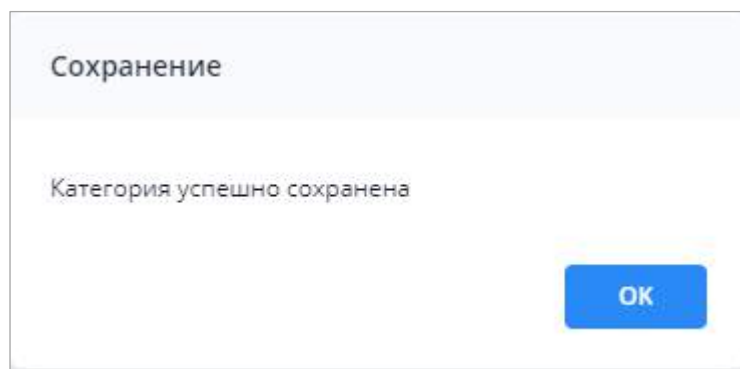 Сохранение
Категория успешно сохранена
ОК